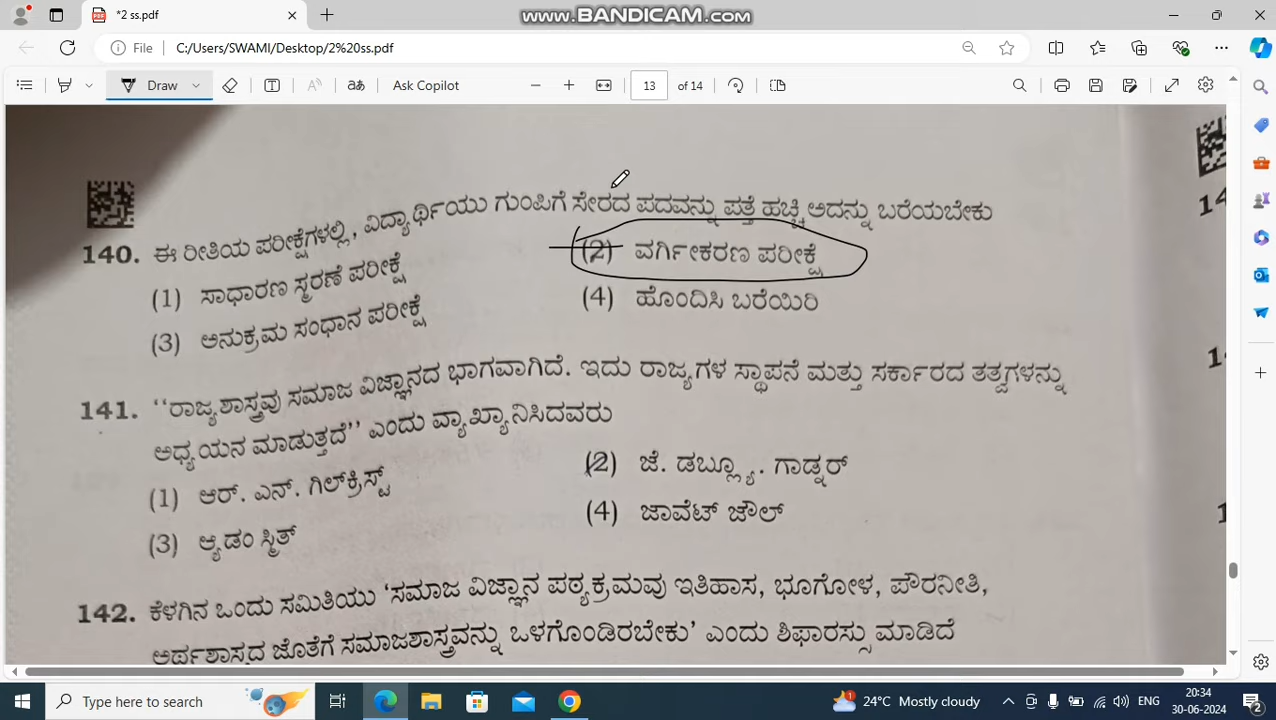 www.BANDICAM.com
*2 ss.pdf
File C:/Users/SWAMI/Desktop/2%20ss.pdf
Draw Ask Copilot 13 of 14
140. ಈ ರೀತಿಯ ಪರೀಕ್ಷೆಗಳಲ್ಲಿ, ವಿದ್ಯಾರ್ಥಿಯು ಗುಂಪಿಗೆ ಸೇರದ ಪದವನ್ನು ಪತ್ತೆ ಹಚ್ಚಿ ಅದನ್ನು ಬರೆಯಬೇಕು
(1) ಸಾಧಾರಣ ಸ್ಮರಣೆ ಪರೀಕ್ಷೆ
(2) ವರ್ಗೀಕರಣ ಪರೀಕ್ಷೆ
(3) ಅನುಕ್ರಮ ಸಂಧಾನ ಪರೀಕ್ಷೆ
(4) ಹೊಂದಿಸಿ ಬರೆಯಿರಿ
141. ‘‘ರಾಜ್ಯಶಾಸ್ತ್ರವು ಸಮಾಜ ವಿಜ್ಞಾನದ ಭಾಗವಾಗಿದೆ. ಇದು ರಾಜ್ಯಗಳ ಸ್ಥಾಪನೆ ಮತ್ತು ಸರ್ಕಾರದ ತತ್ವಗಳನ್ನು
ಅಧ್ಯಯನ ಮಾಡುತ್ತದೆ’’ ಎಂದು ವ್ಯಾಖ್ಯಾನಿಸಿದವರು
(1) ಆರ್. ಎನ್. ಗಿಲ್‌ಕ್ರಿಸ್ಟ್
(2) ಜೆ. ಡಬ್ಲ್ಯೂ. ಗಾಡ್ನರ್
(3) ಆ್ಯಡಂ ಸ್ಮಿತ್
(4) ಜಾವೆಟ್ ಜೌಲ್
142. ಕೆಳಗಿನ ಒಂದು ಸಮಿತಿಯು ‘ಸಮಾಜ ವಿಜ್ಞಾನ ಪಠ್ಯಕ್ರಮವು ಇತಿಹಾಸ, ಭೂಗೋಳ, ಪೌರನೀತಿ,
ಅರ್ಥಶಾಸ್ತ್ರದ ಜೊತೆಗೆ ಸಮಾಜಶಾಸ್ತ್ರವನ್ನು ಒಳಗೊಂಡಿರಬೇಕು’ ಎಂದು ಶಿಫಾರಸ್ಸು ಮಾಡಿದೆ
Type here to search
24°C Mostly cloudy
ENG
20:34
30-06-2024
2